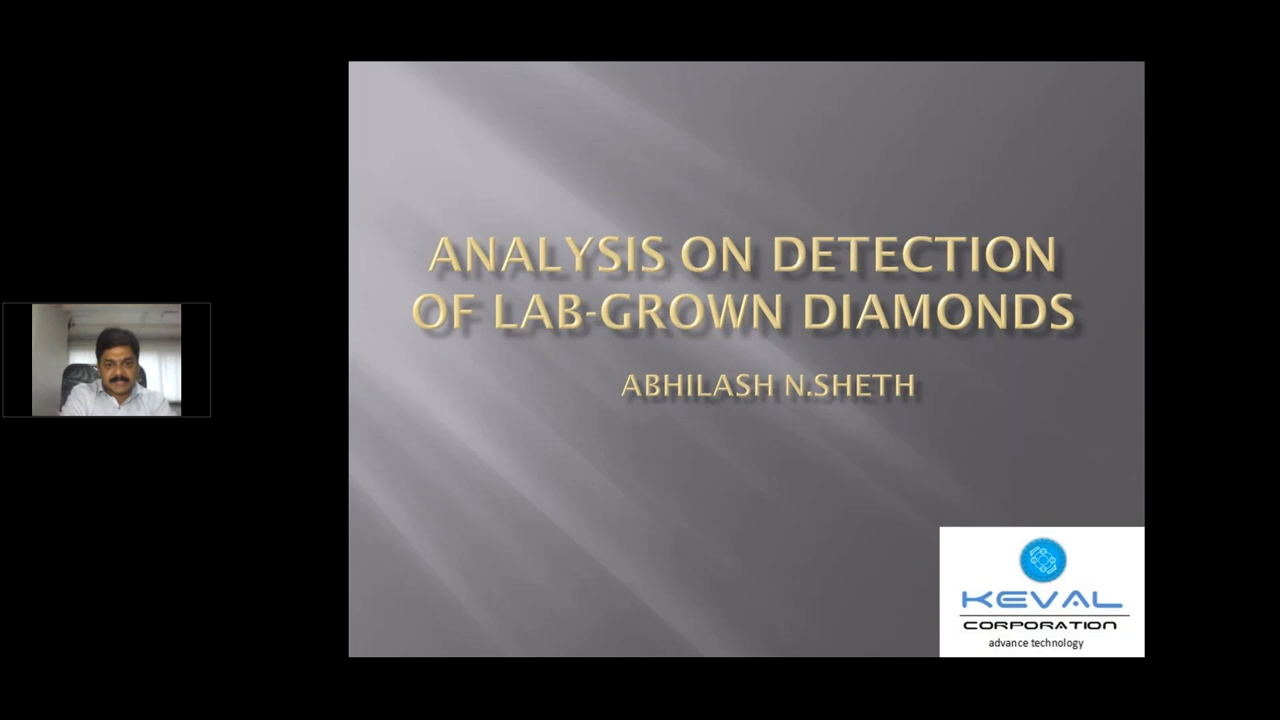 ANALYSIS ON DETECTION
OF LAB-GROWN DIAMONDS
ABHILASH N.SHETH
KEVAL
CORPORATION
advance technology